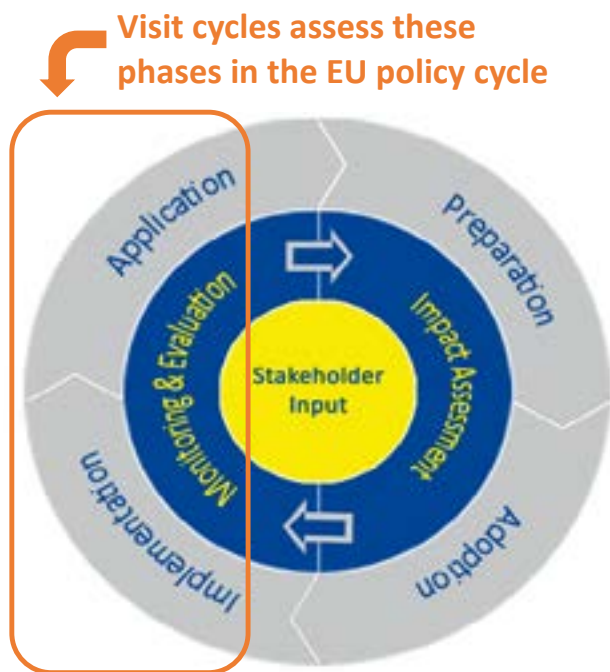 Visit cycles assess these
phases in the EU policy cycle
Application
Preparation
Monitoring & Evaluation
Impact Assessment
Stakeholder
Input
Implementation
Adoption